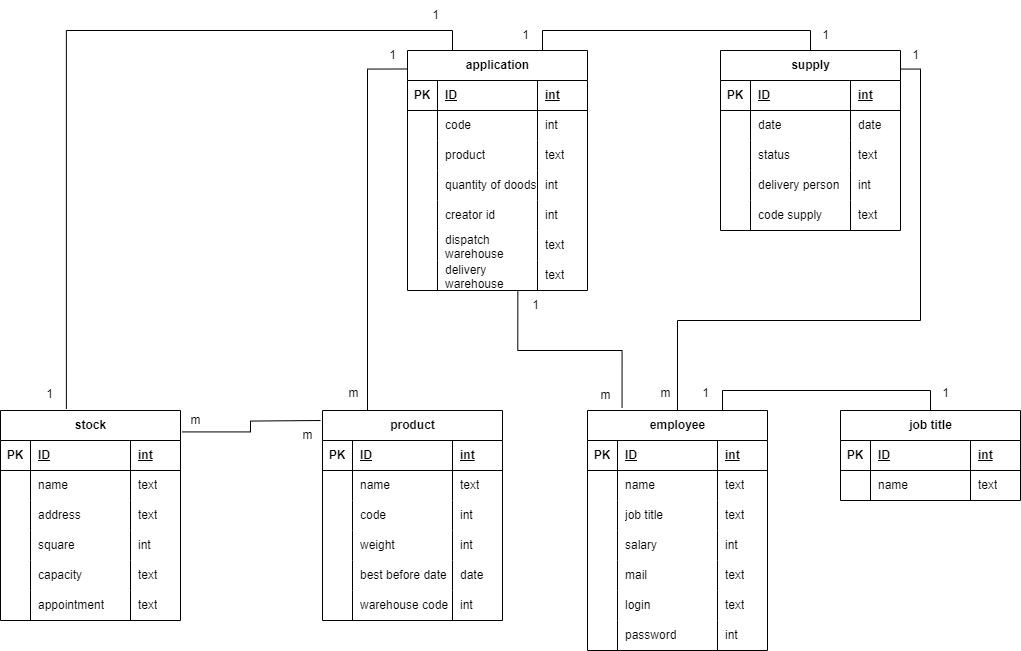 1
1
1
1
1
application
supply
PK ID int
code int
product text
quantity of doods int
creator id int
dispatch
warehouse text
delivery
warehouse text
PK ID int
date date
status text
delivery person int
code supply text
1
1
m
m
m
1
1
m
m
stock
PK ID int
name text
address text
square int
capacity text
appointment text
product
PK ID int
name text
code int
weight int
best before date date
warehouse code int
employee
PK ID int
name text
job title text
salary int
mail text
login text
password int
job title
PK ID int
name text